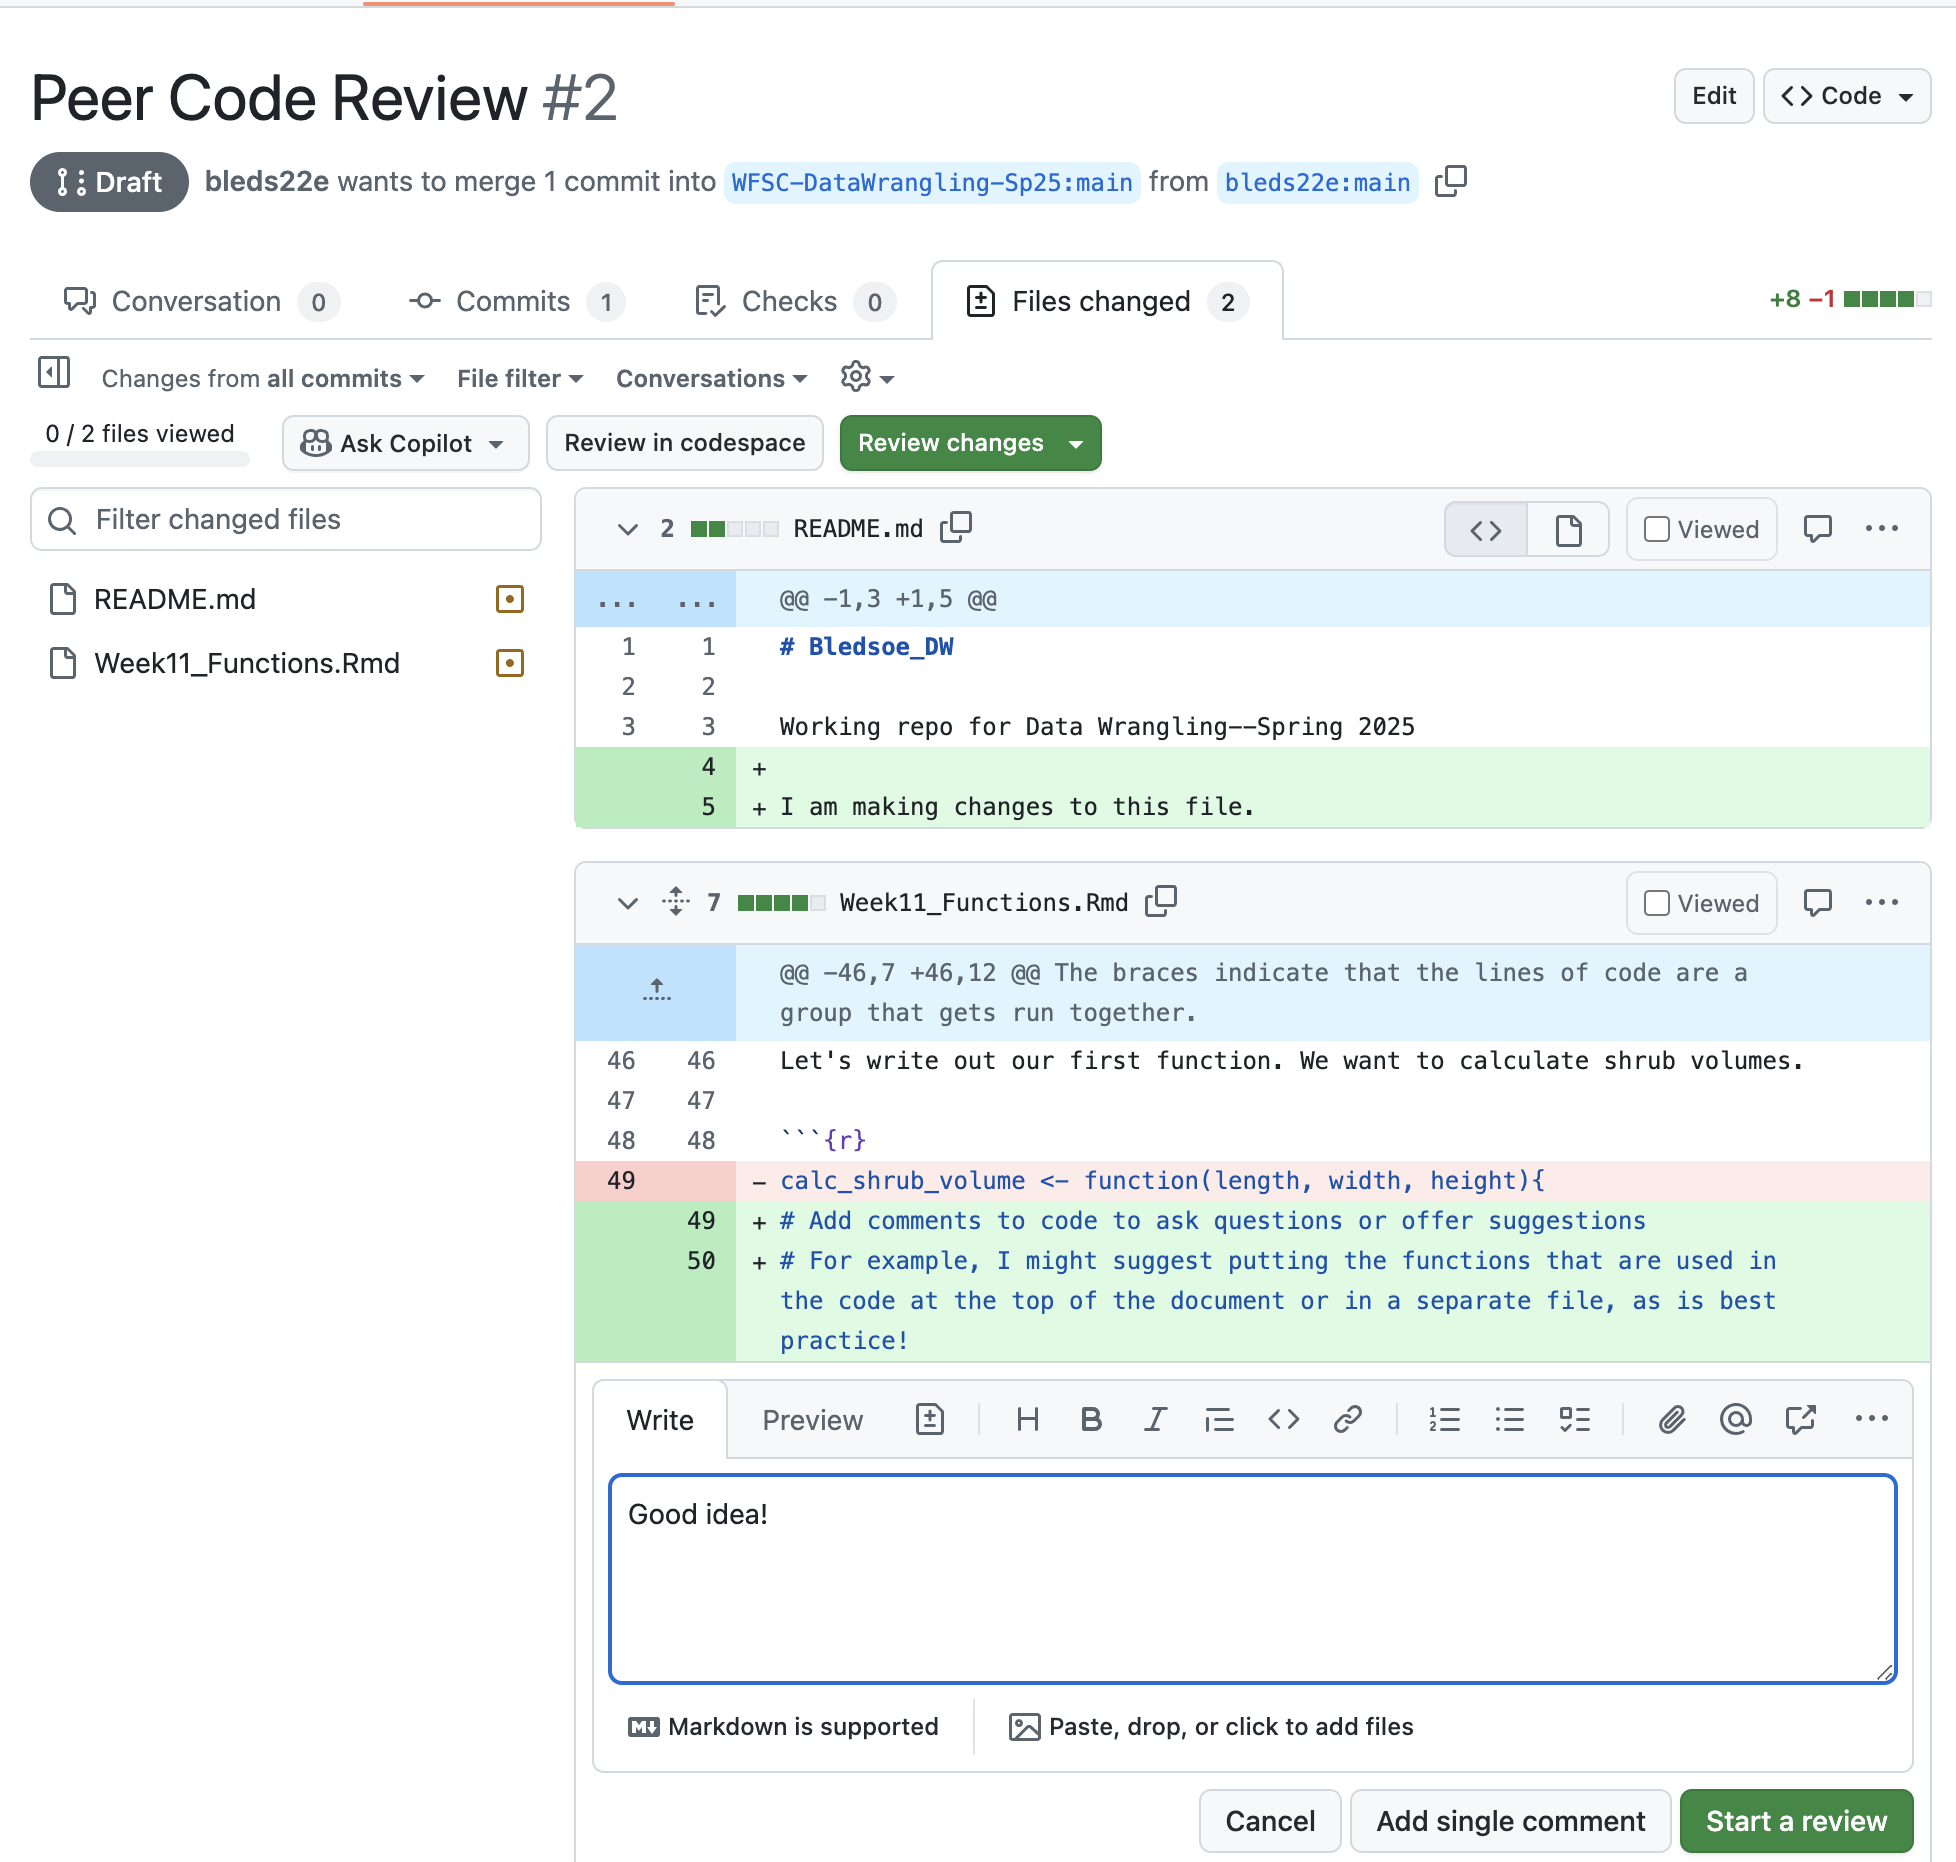 Peer Code Review #2
Edit
Code
Draft
bleds22e wants to merge 1 commit into WFSC-DataWrangling-Sp25:main from bleds22e:main
Conversation 0
Commits 1
Checks 0
Files changed 2
+8 −1
Changes from all commits
File filter
Conversations
0 / 2 files viewed
Ask Copilot
Review in codespace
Review changes
Filter changed files
README.md
Week11_Functions.Rmd
2 README.md
Viewed
... ... @@ -1,3 +1,5 @@
1 1 # Bledsoe_DW
2 2
3 3 Working repo for Data Wrangling--Spring 2025
4 +
5 + I am making changes to this file.
7 Week11_Functions.Rmd
Viewed
@@ -46,7 +46,12 @@ The braces indicate that the lines of code are a
group that gets run together.
46 46 Let's write out our first function. We want to calculate shrub volumes.
47 47
48 48 ```{r}
49 - calc_shrub_volume <- function(length, width, height){
49 + # Add comments to code to ask questions or offer suggestions
50 + # For example, I might suggest putting the functions that are used in
the code at the top of the document or in a separate file, as is best
practice!
Write
Preview
Good idea!
Markdown is supported
Paste, drop, or click to add files
Cancel
Add single comment
Start a review